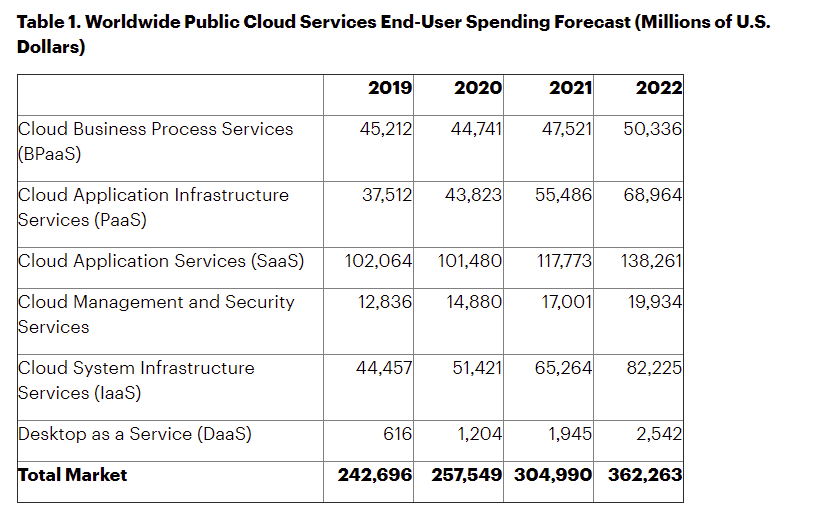 Table 1. Worldwide Public Cloud Services End-User Spending Forecast (Millions of U.S.
Dollars)
2019 2020 2021 2022
Cloud Business Process Services 45,212 44,741 47,521 50,336
(BPaaS)
Cloud Application Infrastructure 37,512 43,823 55,486 68,964
Services (PaaS)
Cloud Application Services (SaaS) 102,064 101,480 117,773 138,261
Cloud Management and Security 12,836 14,880 17,001 19,934
Services
Cloud System Infrastructure 44,457 51,421 65,264 82,225
Services (IaaS)
Desktop as a Service (DaaS) 616 1,204 1,945 2,542
Total Market 242,696 257,549 304,990 362,263